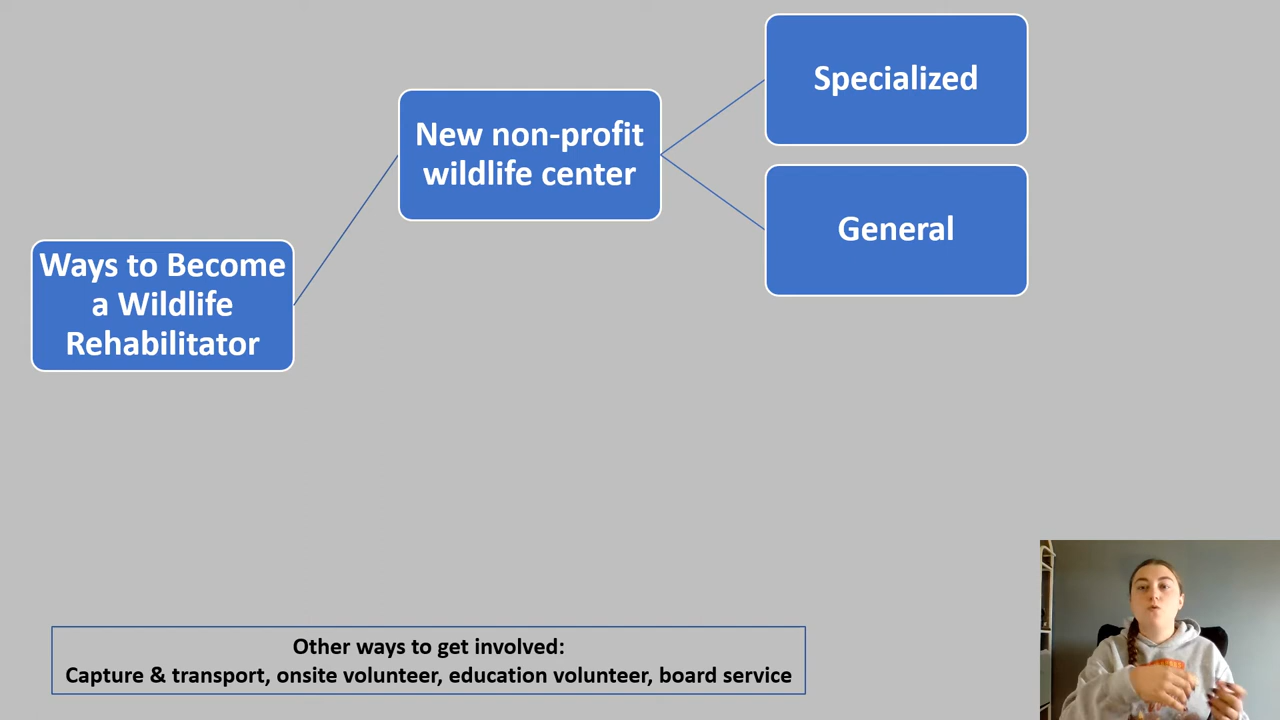 Specialized
New non-profit
wildlife center
General
Ways to Become
a Wildlife
Rehabilitator
Other ways to get involved:
Capture & transport, onsite volunteer, education volunteer, board service